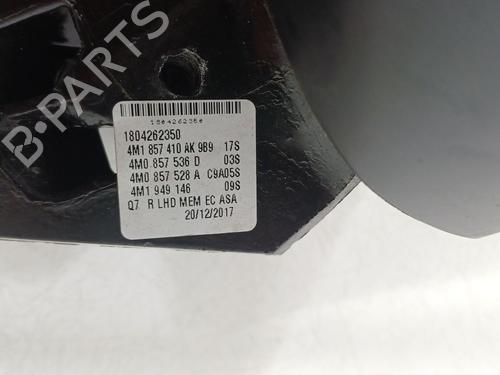 B-PARTS
1804262350
1804262350
4M1 857 410 AK 9B9 17S
4M0 857 536 D 03S
4M0 857 528 A C9A05S
4M1 949 146 09S
Q7 R LHD MEM EC ASA
20/12/2017